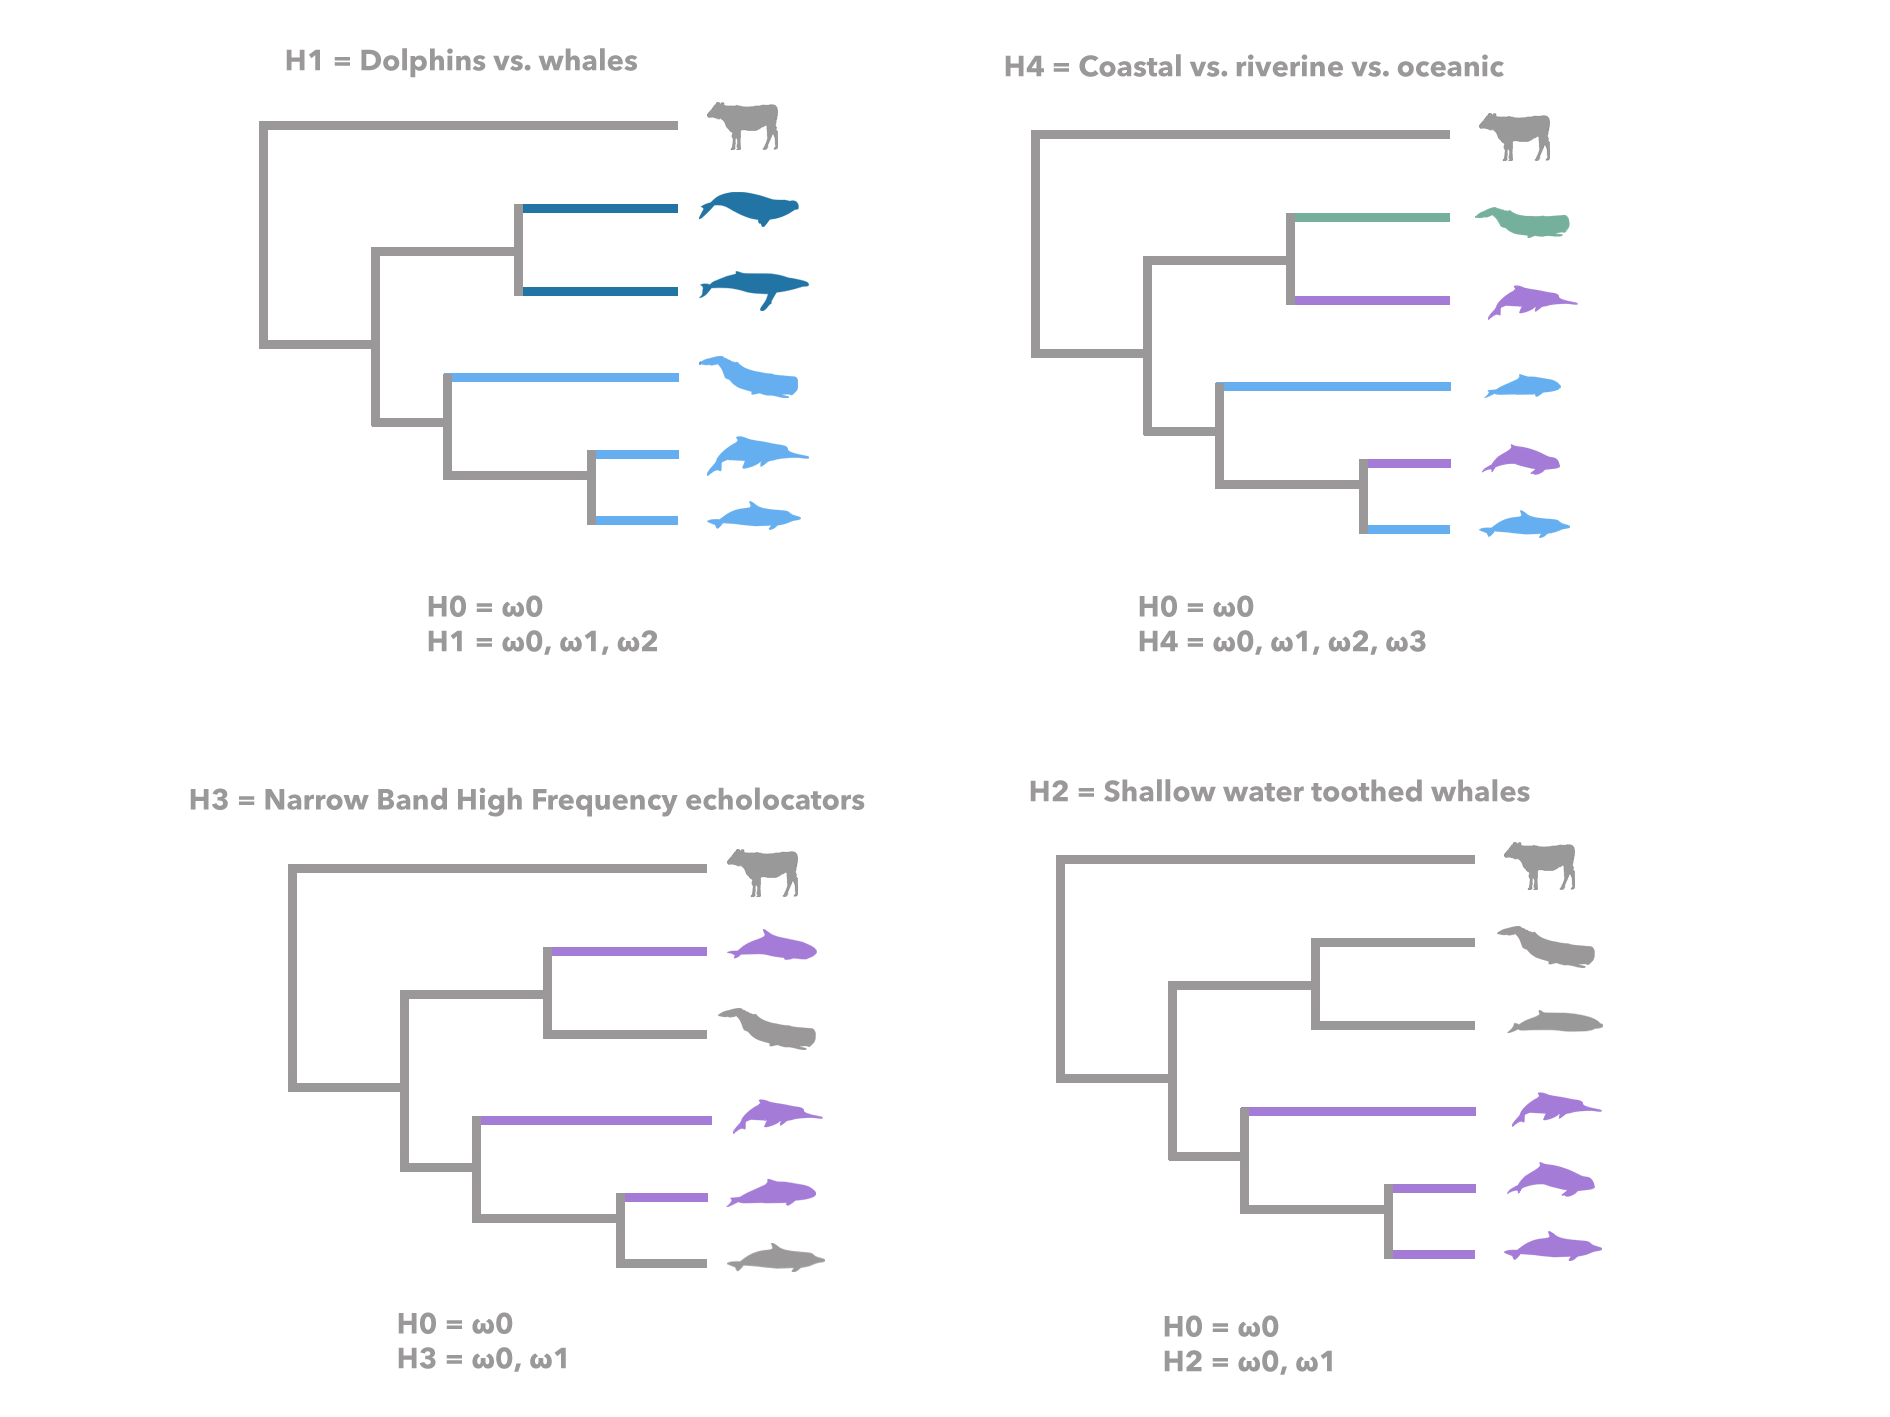 H1 = Dolphins vs. whales
H0 = ω0
H1 = ω0, ω1, ω2
H4 = Coastal vs. riverine vs. oceanic
H0 = ω0
H4 = ω0, ω1, ω2, ω3
H3 = Narrow Band High Frequency echolocators
H0 = ω0
H3 = ω0, ω1
H2 = Shallow water toothed whales
H0 = ω0
H2 = ω0, ω1